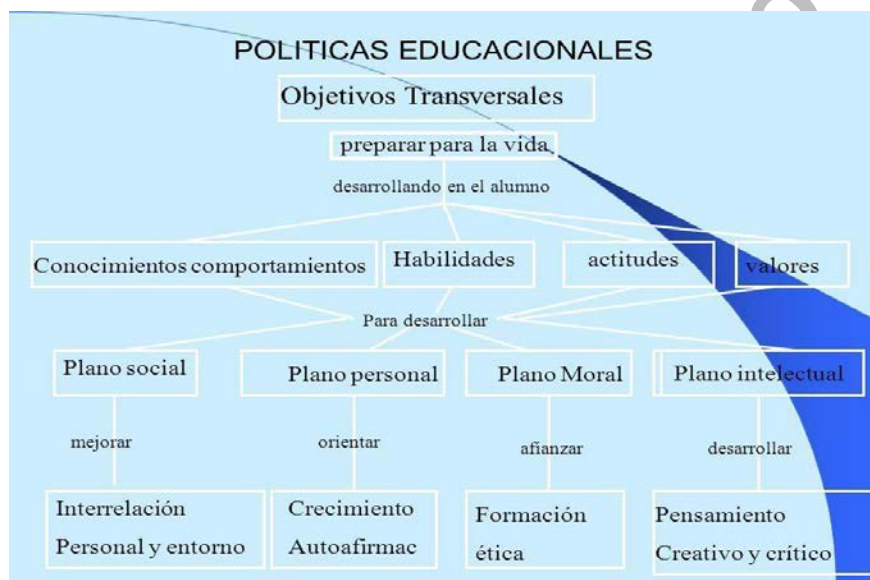 POLITICAS EDUCACIONALES
Objetivos Transversales
preparar para la vida
desarrollando en el alumno
Conocimientos comportamientos
Habilidades
actitudes
valores
Para desarrollar
Plano social
Plano personal
Plano Moral
Plano intelectual
mejorar
orientar
afianzar
desarrollar
Interrelación
Personal y entorno
Crecimiento
Autoafirmac
Formación
ética
Pensamiento
Creativo y crítico